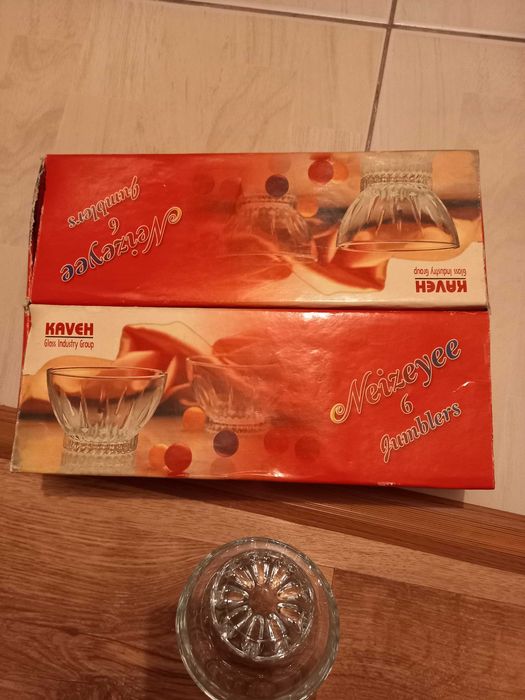 KAVEH
Glass Industry Group
Neizeyee
6
Jumblers
KAVEH
Glass Industry Group
Neizeyee
6
Jumblers